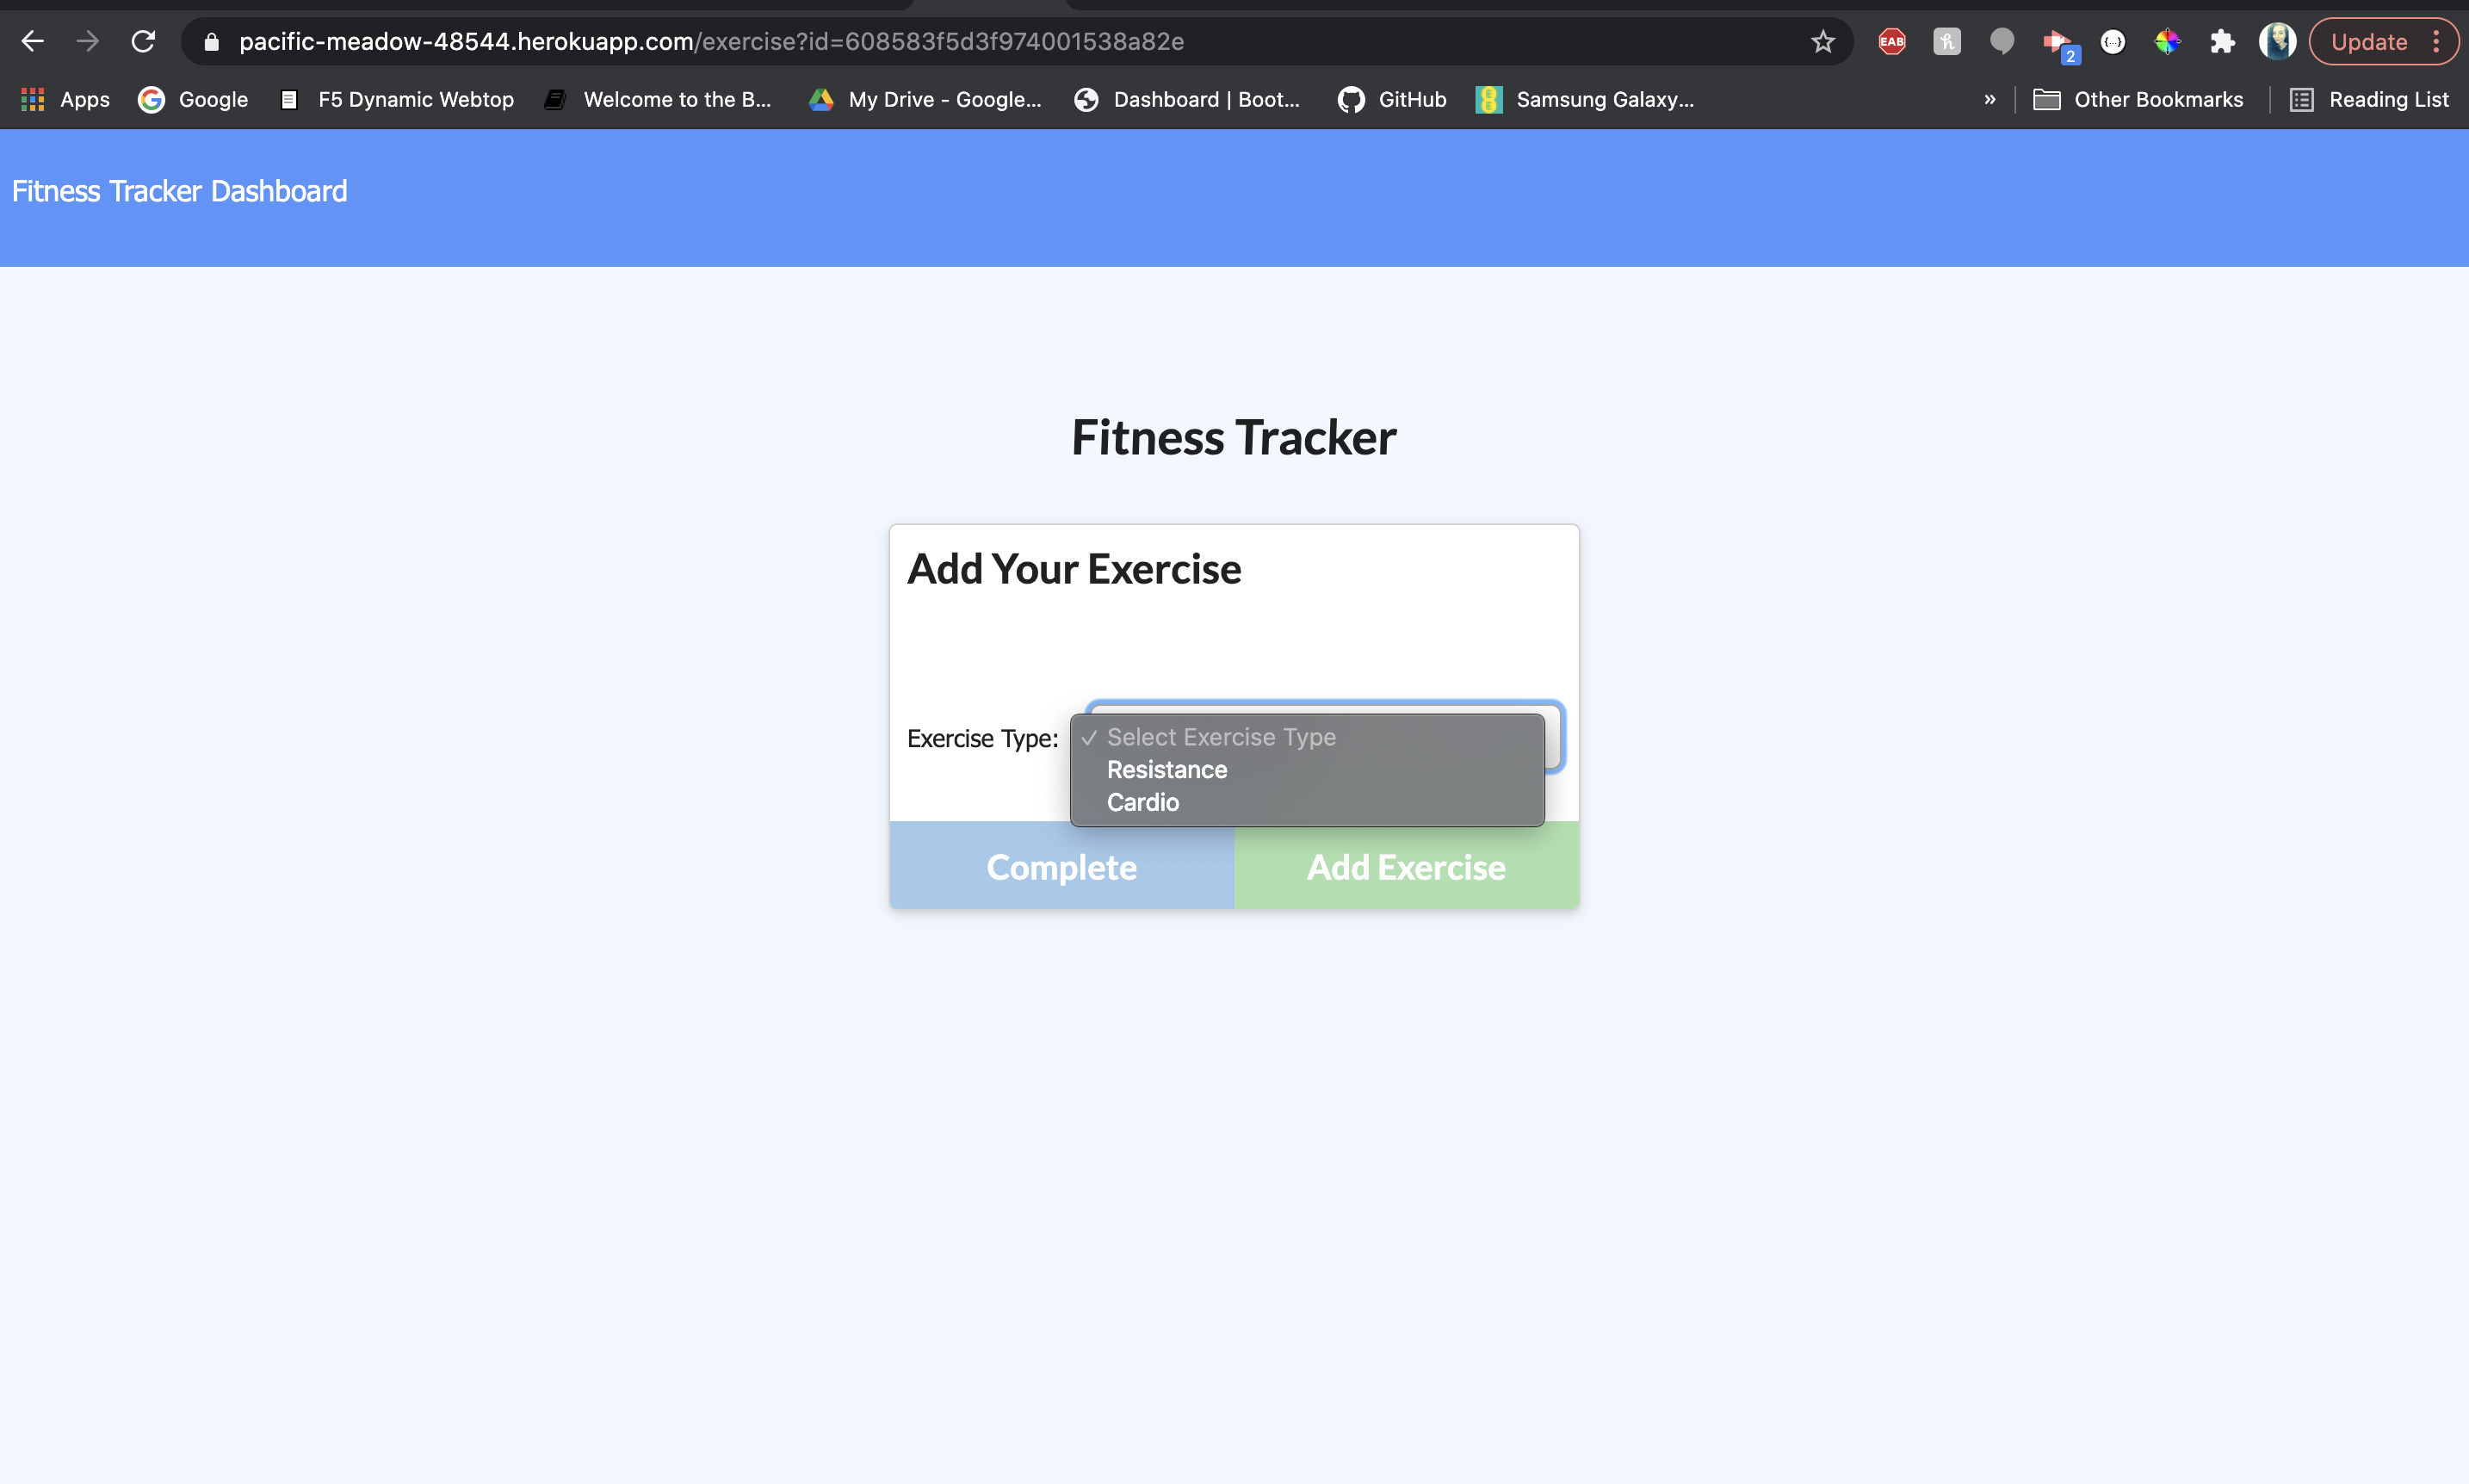 pacific-meadow-48544.herokuapp.com/exercise?id=608583f5d3f974001538a82e
EAB
h
2
{...}
Update
Apps
Google
F5 Dynamic Webtop
Welcome to the B...
My Drive - Google...
Dashboard | Boot...
GitHub
Samsung Galaxy...
»
Other Bookmarks
Reading List
Fitness Tracker Dashboard
Fitness Tracker
Add Your Exercise
Exercise Type:
✓ Select Exercise Type
Resistance
Cardio
Complete
Add Exercise